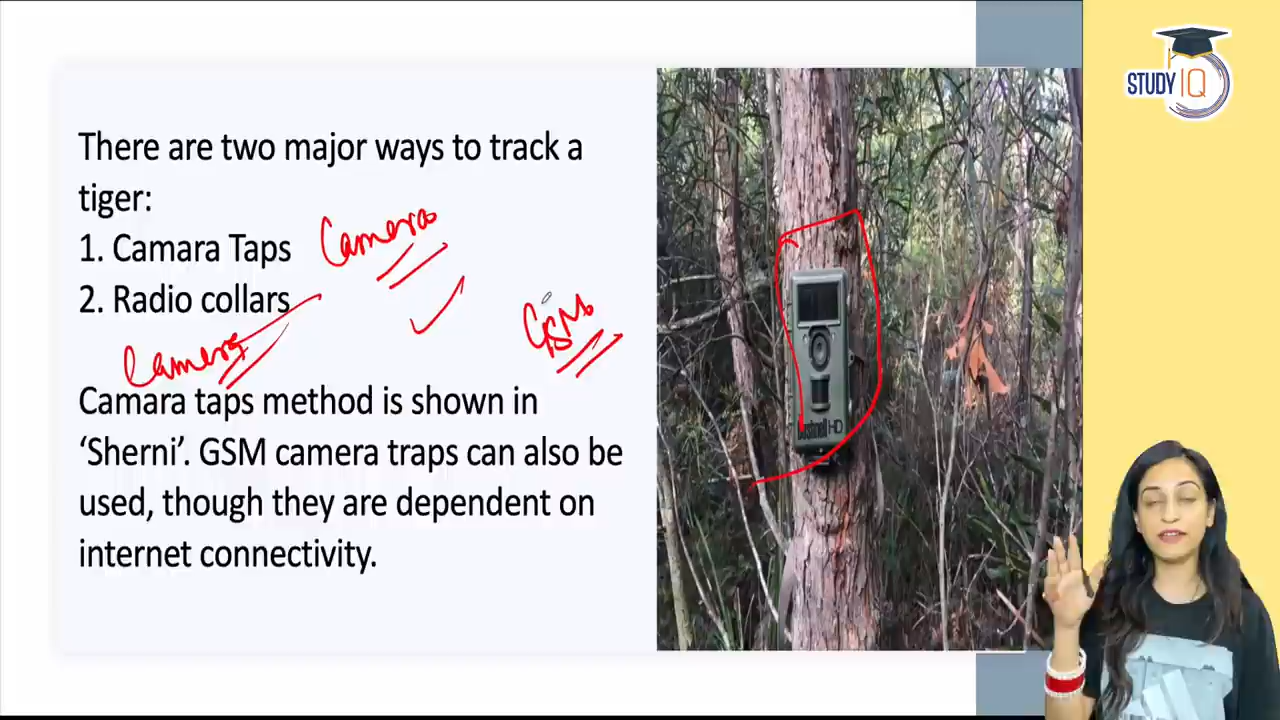 There are two major ways to track a
tiger:
1. Camara Taps
Camera
2. Radio collars
GSM
Camera
Camara taps method is shown in
‘Sherni’. GSM camera traps can also be
used, though they are dependent on
internet connectivity.
Bushnell HD
STUDY IQ